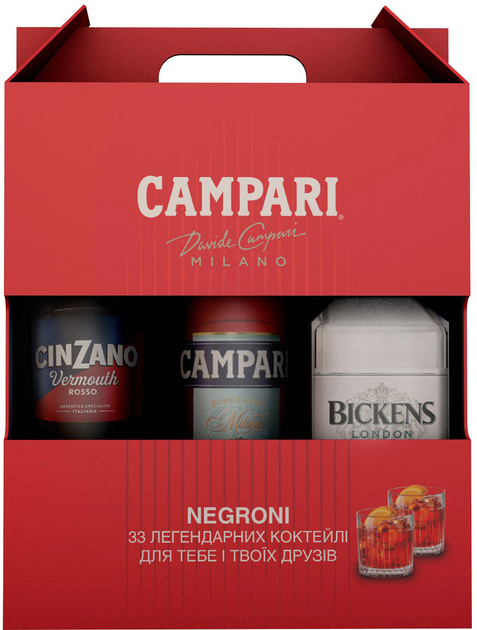 CAMPARI®
Davide Campari
MILANO
CINZANO
Vermouth
ROSSO
AUTENTICA SPECIALITÀ
ITALIANA
CAMPARI
Milano
BICKENS
LONDON
NEGRONI
33 ЛЕГЕНДАРНИХ КОКТЕЙЛІ
ДЛЯ ТЕБЕ І ТВОЇХ ДРУЗІВ